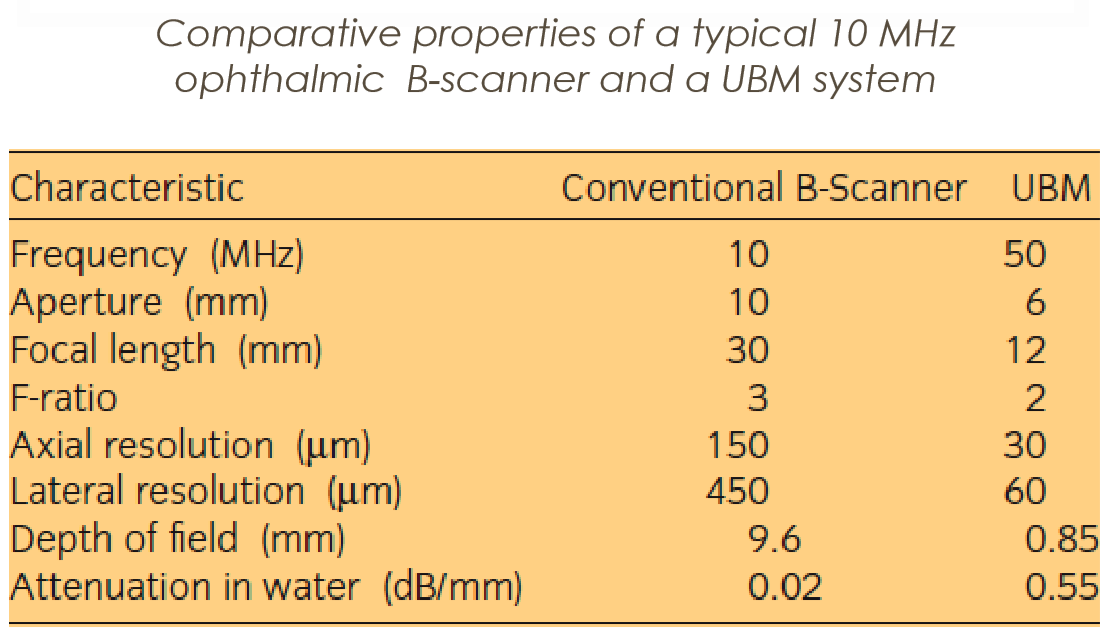 Comparative properties of a typical 10 MHz
ophthalmic B-scanner and a UBM system
Characteristic Conventional B-Scanner UBM
Frequency (MHz) 10 50
Aperture (mm) 10 6
Focal length (mm) 30 12
F-ratio 3 2
Axial resolution (μm) 150 30
Lateral resolution (μm) 450 60
Depth of field (mm) 9.6 0.85
Attenuation in water (dB/mm) 0.02 0.55